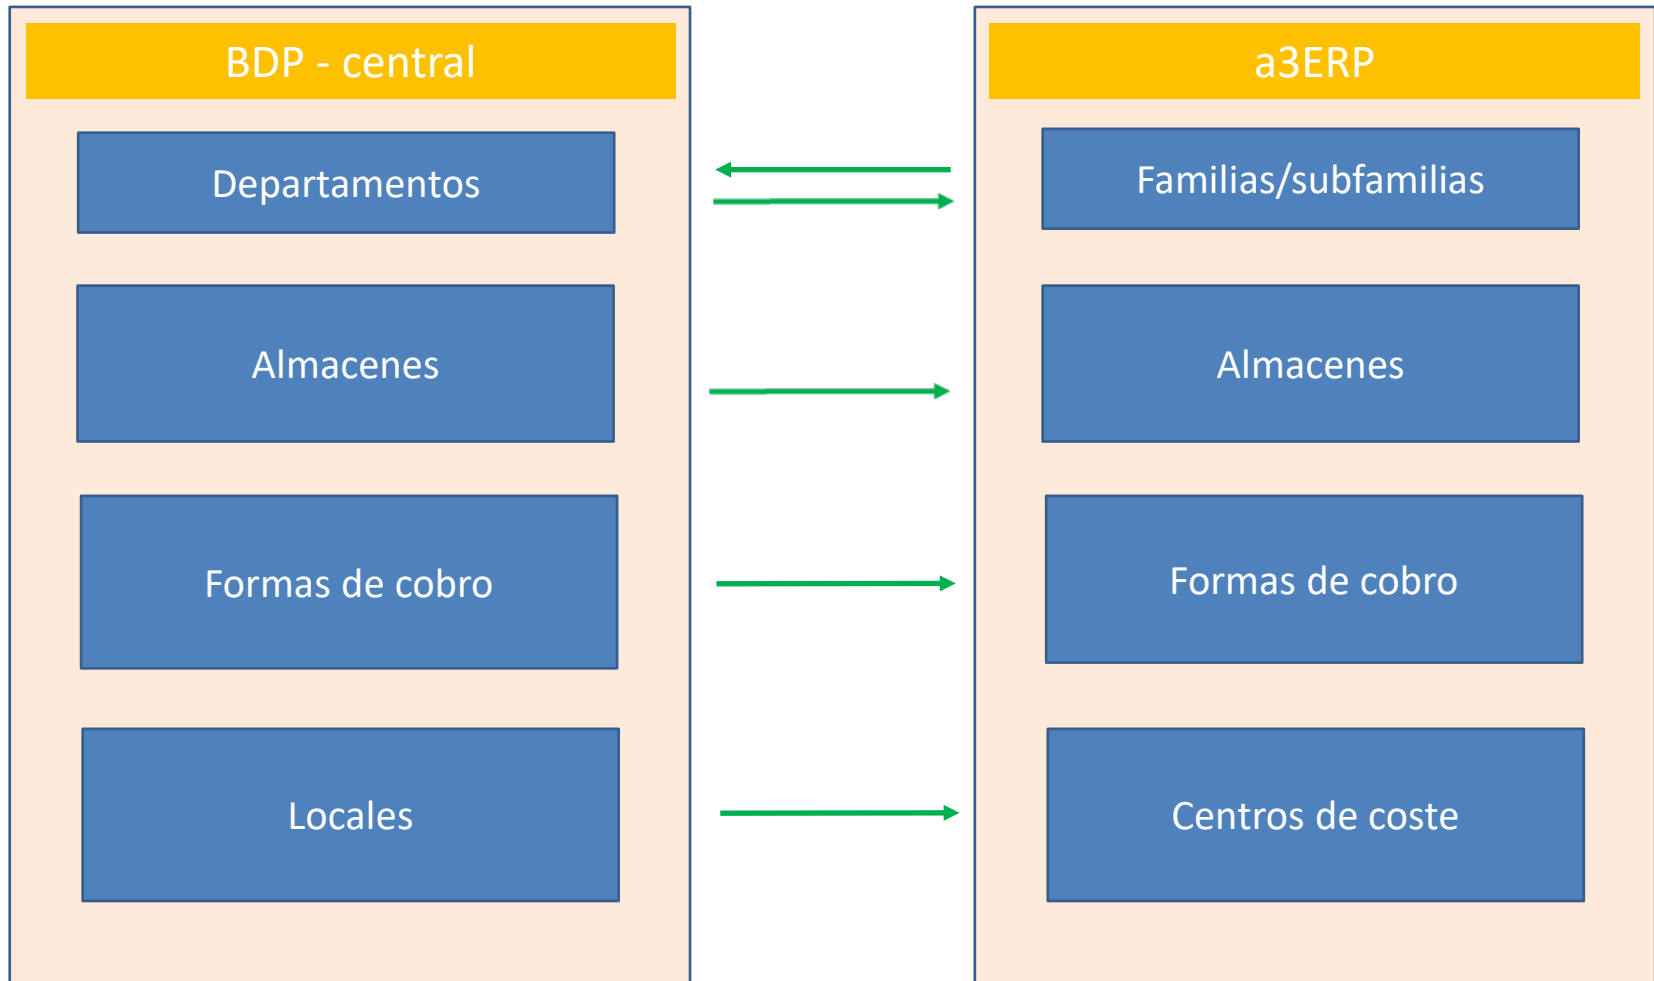 BDP - central
a3ERP
Departamentos
Familias/subfamilias
Almacenes
Almacenes
Formas de cobro
Formas de cobro
Locales
Centros de coste